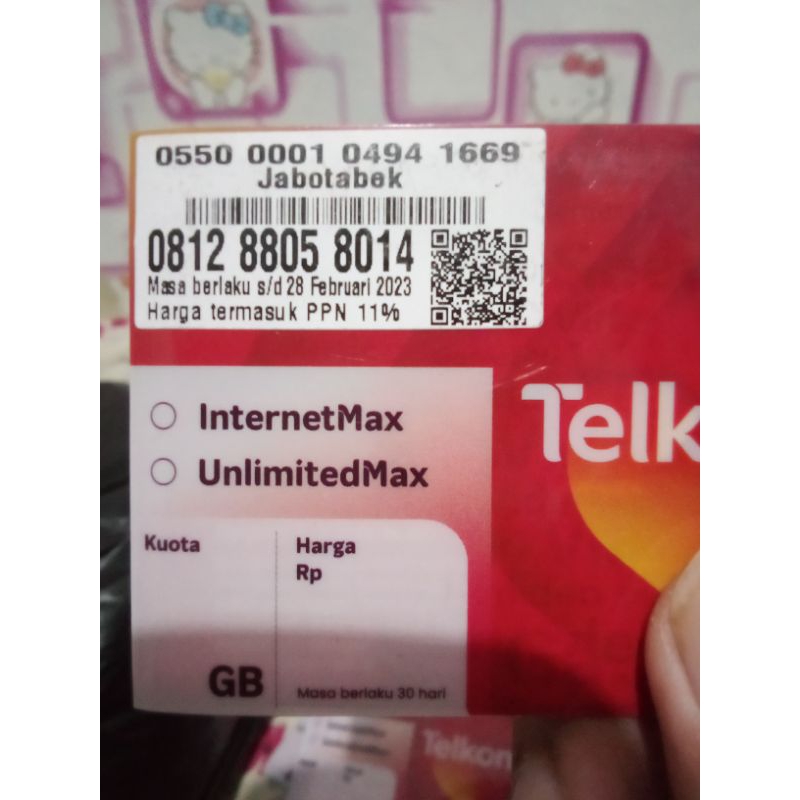 0550 0001 0494 1669
Jabotabek
0812 8805 8014
Masa berlaku s/d 28 Februari 2023
Harga termasuk PPN 11%
InternetMax
UnlimitedMax
Telk
Kuota
Harga
Rp
GB
Masa berlaku 30 hari
Telkom